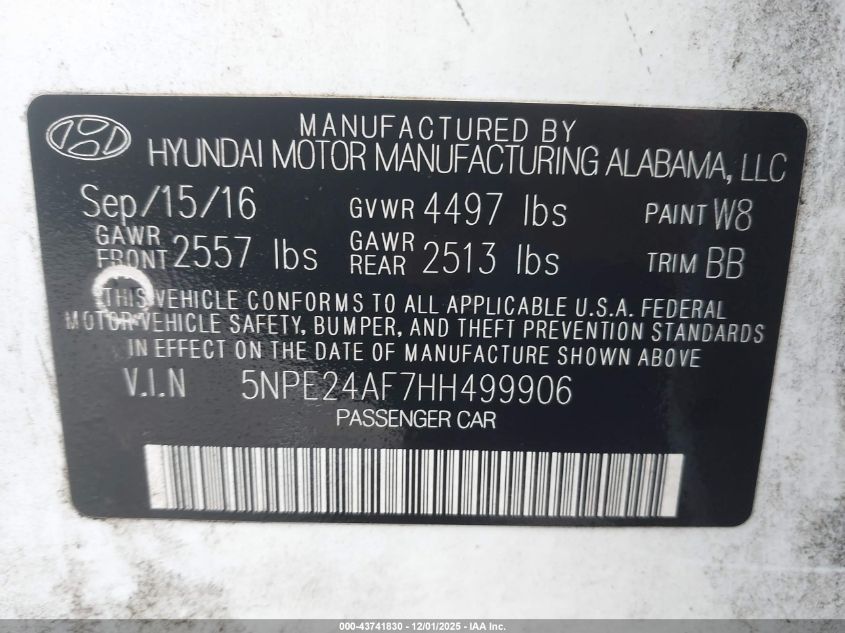 MANUFACTURED BY
HYUNDAI MOTOR MANUFACTURING ALABAMA, LLC
Sep/15/16 GVWR 4497 lbs PAINT W8
GAWR FRONT 2557 lbs GAWR REAR 2513 lbs TRIM BB
THIS VEHICLE CONFORMS TO ALL APPLICABLE U.S.A. FEDERAL
MOTOR VEHICLE SAFETY, BUMPER, AND THEFT PREVENTION STANDARDS
IN EFFECT ON THE DATE OF MANUFACTURE SHOWN ABOVE
V.I.N 5NPE24AF7HH499906
PASSENGER CAR
000-43741830 - 12/01/2025 - IAA Inc.